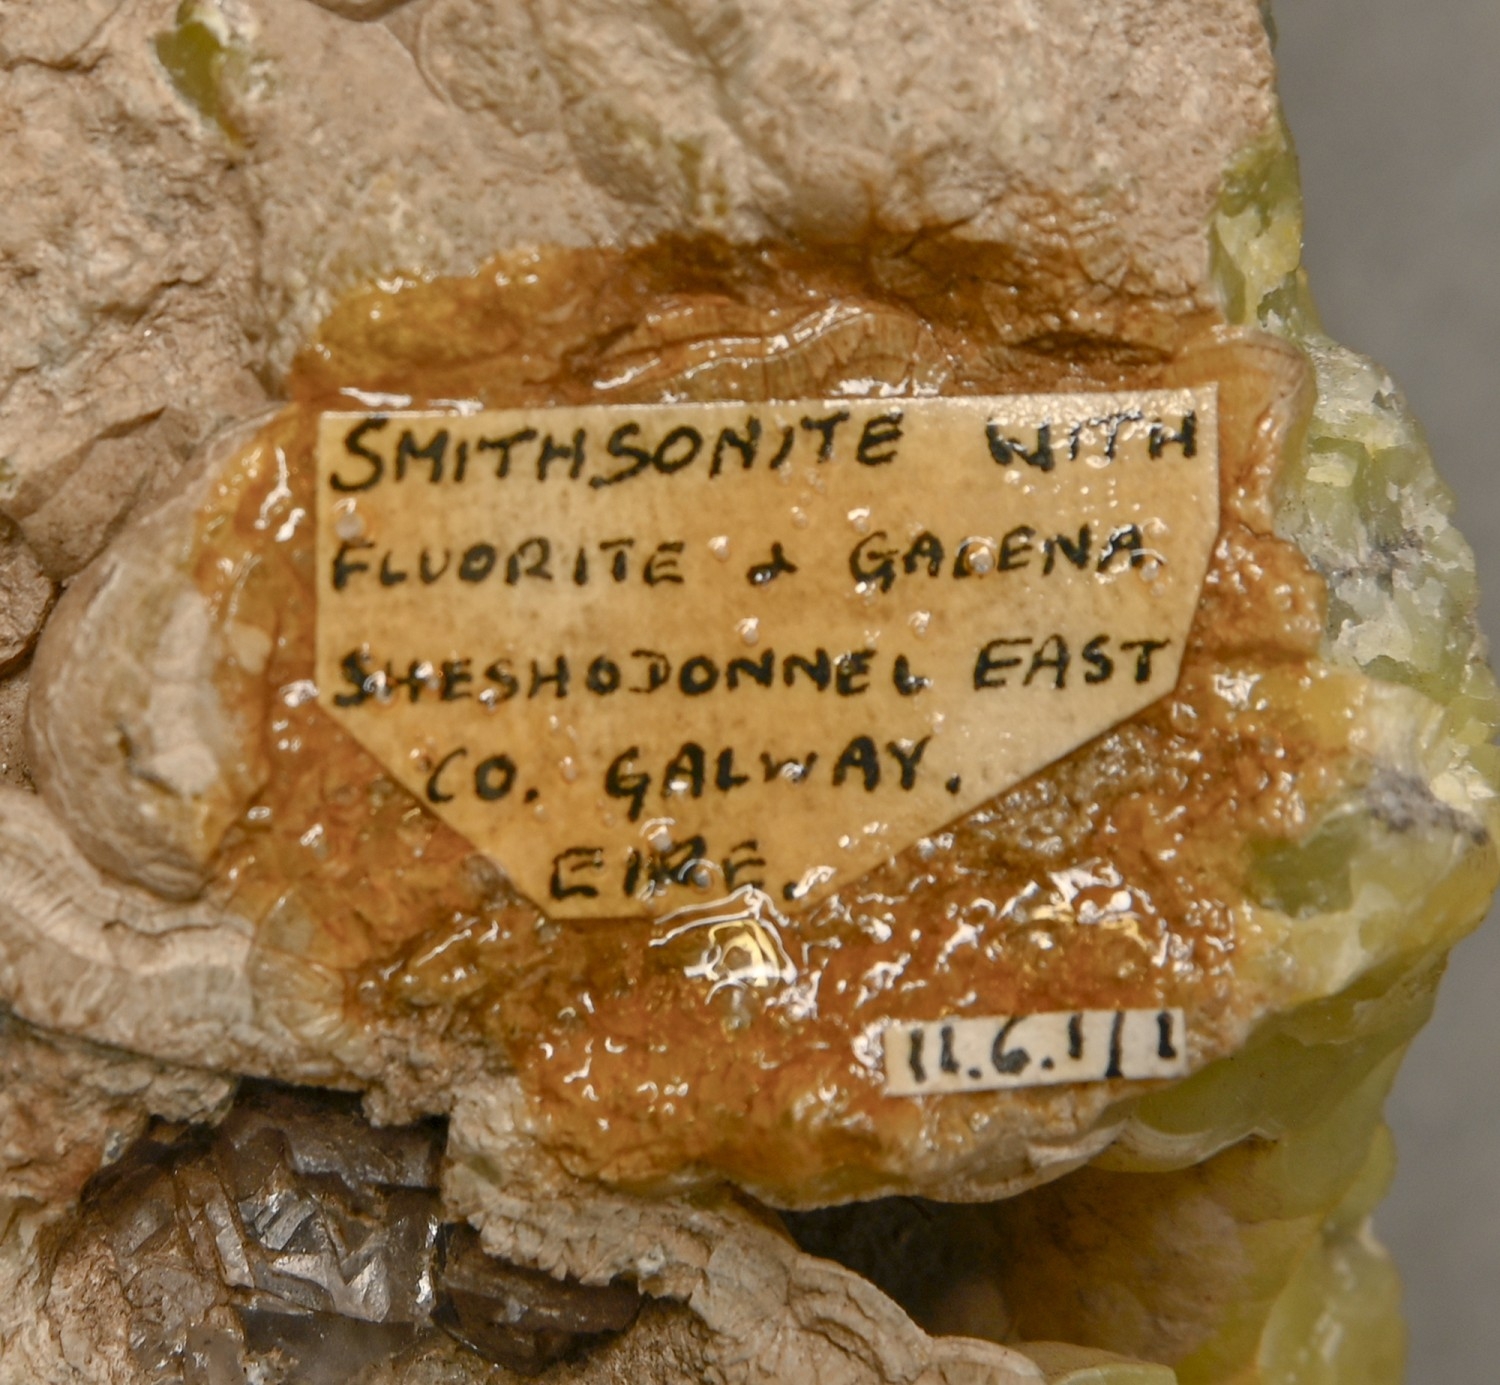 SMITHSONITE WITH
FLUORITE & GALENA
SHESHODONNEL EAST
CO. GALWAY.
EIRE.
11.6.1/1